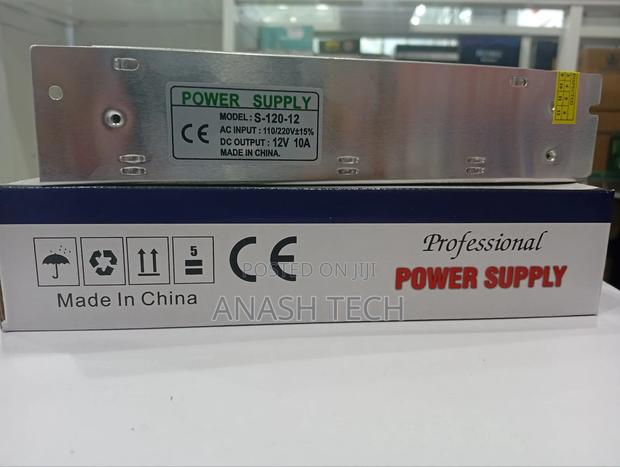 POWER SUPPLY
MODEL: S-120-12
CE
AC INPUT : 110/220V±15%
DC OUTPUT : 12V 10A
MADE IN CHINA.
5
CE
Made In China
Professional
POWER SUPPLY
POSTED ON JIJI
ANASH TECH